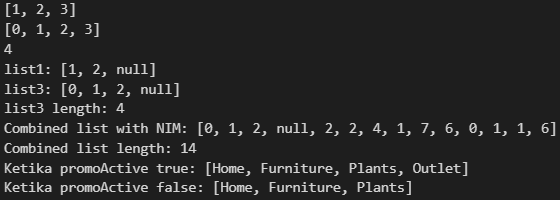 [1, 2, 3]
[0, 1, 2, 3]
4
list1: [1, 2, null]
list3: [0, 1, 2, null]
list3 length: 4
Combined list with NIM: [0, 1, 2, null, 2, 2, 4, 1, 7, 6, 0, 1, 1, 6]
Combined list length: 14
Ketika promoActive true: [Home, Furniture, Plants, Outlet]
Ketika promoActive false: [Home, Furniture, Plants]